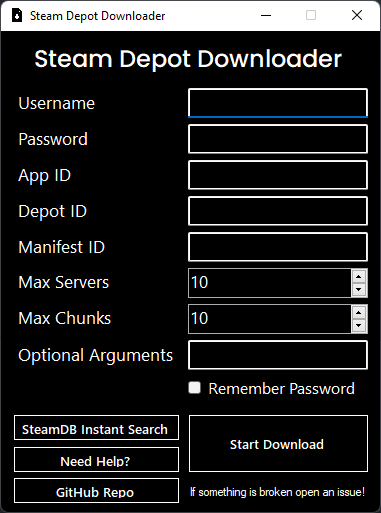 Steam Depot Downloader
Steam Depot Downloader
Username
Password
App ID
Depot ID
Manifest ID
Max Servers 10
Max Chunks 10
Optional Arguments
Remember Password
SteamDB Instant Search
Start Download
Need Help?
GitHub Repo
If something is broken open an issue!